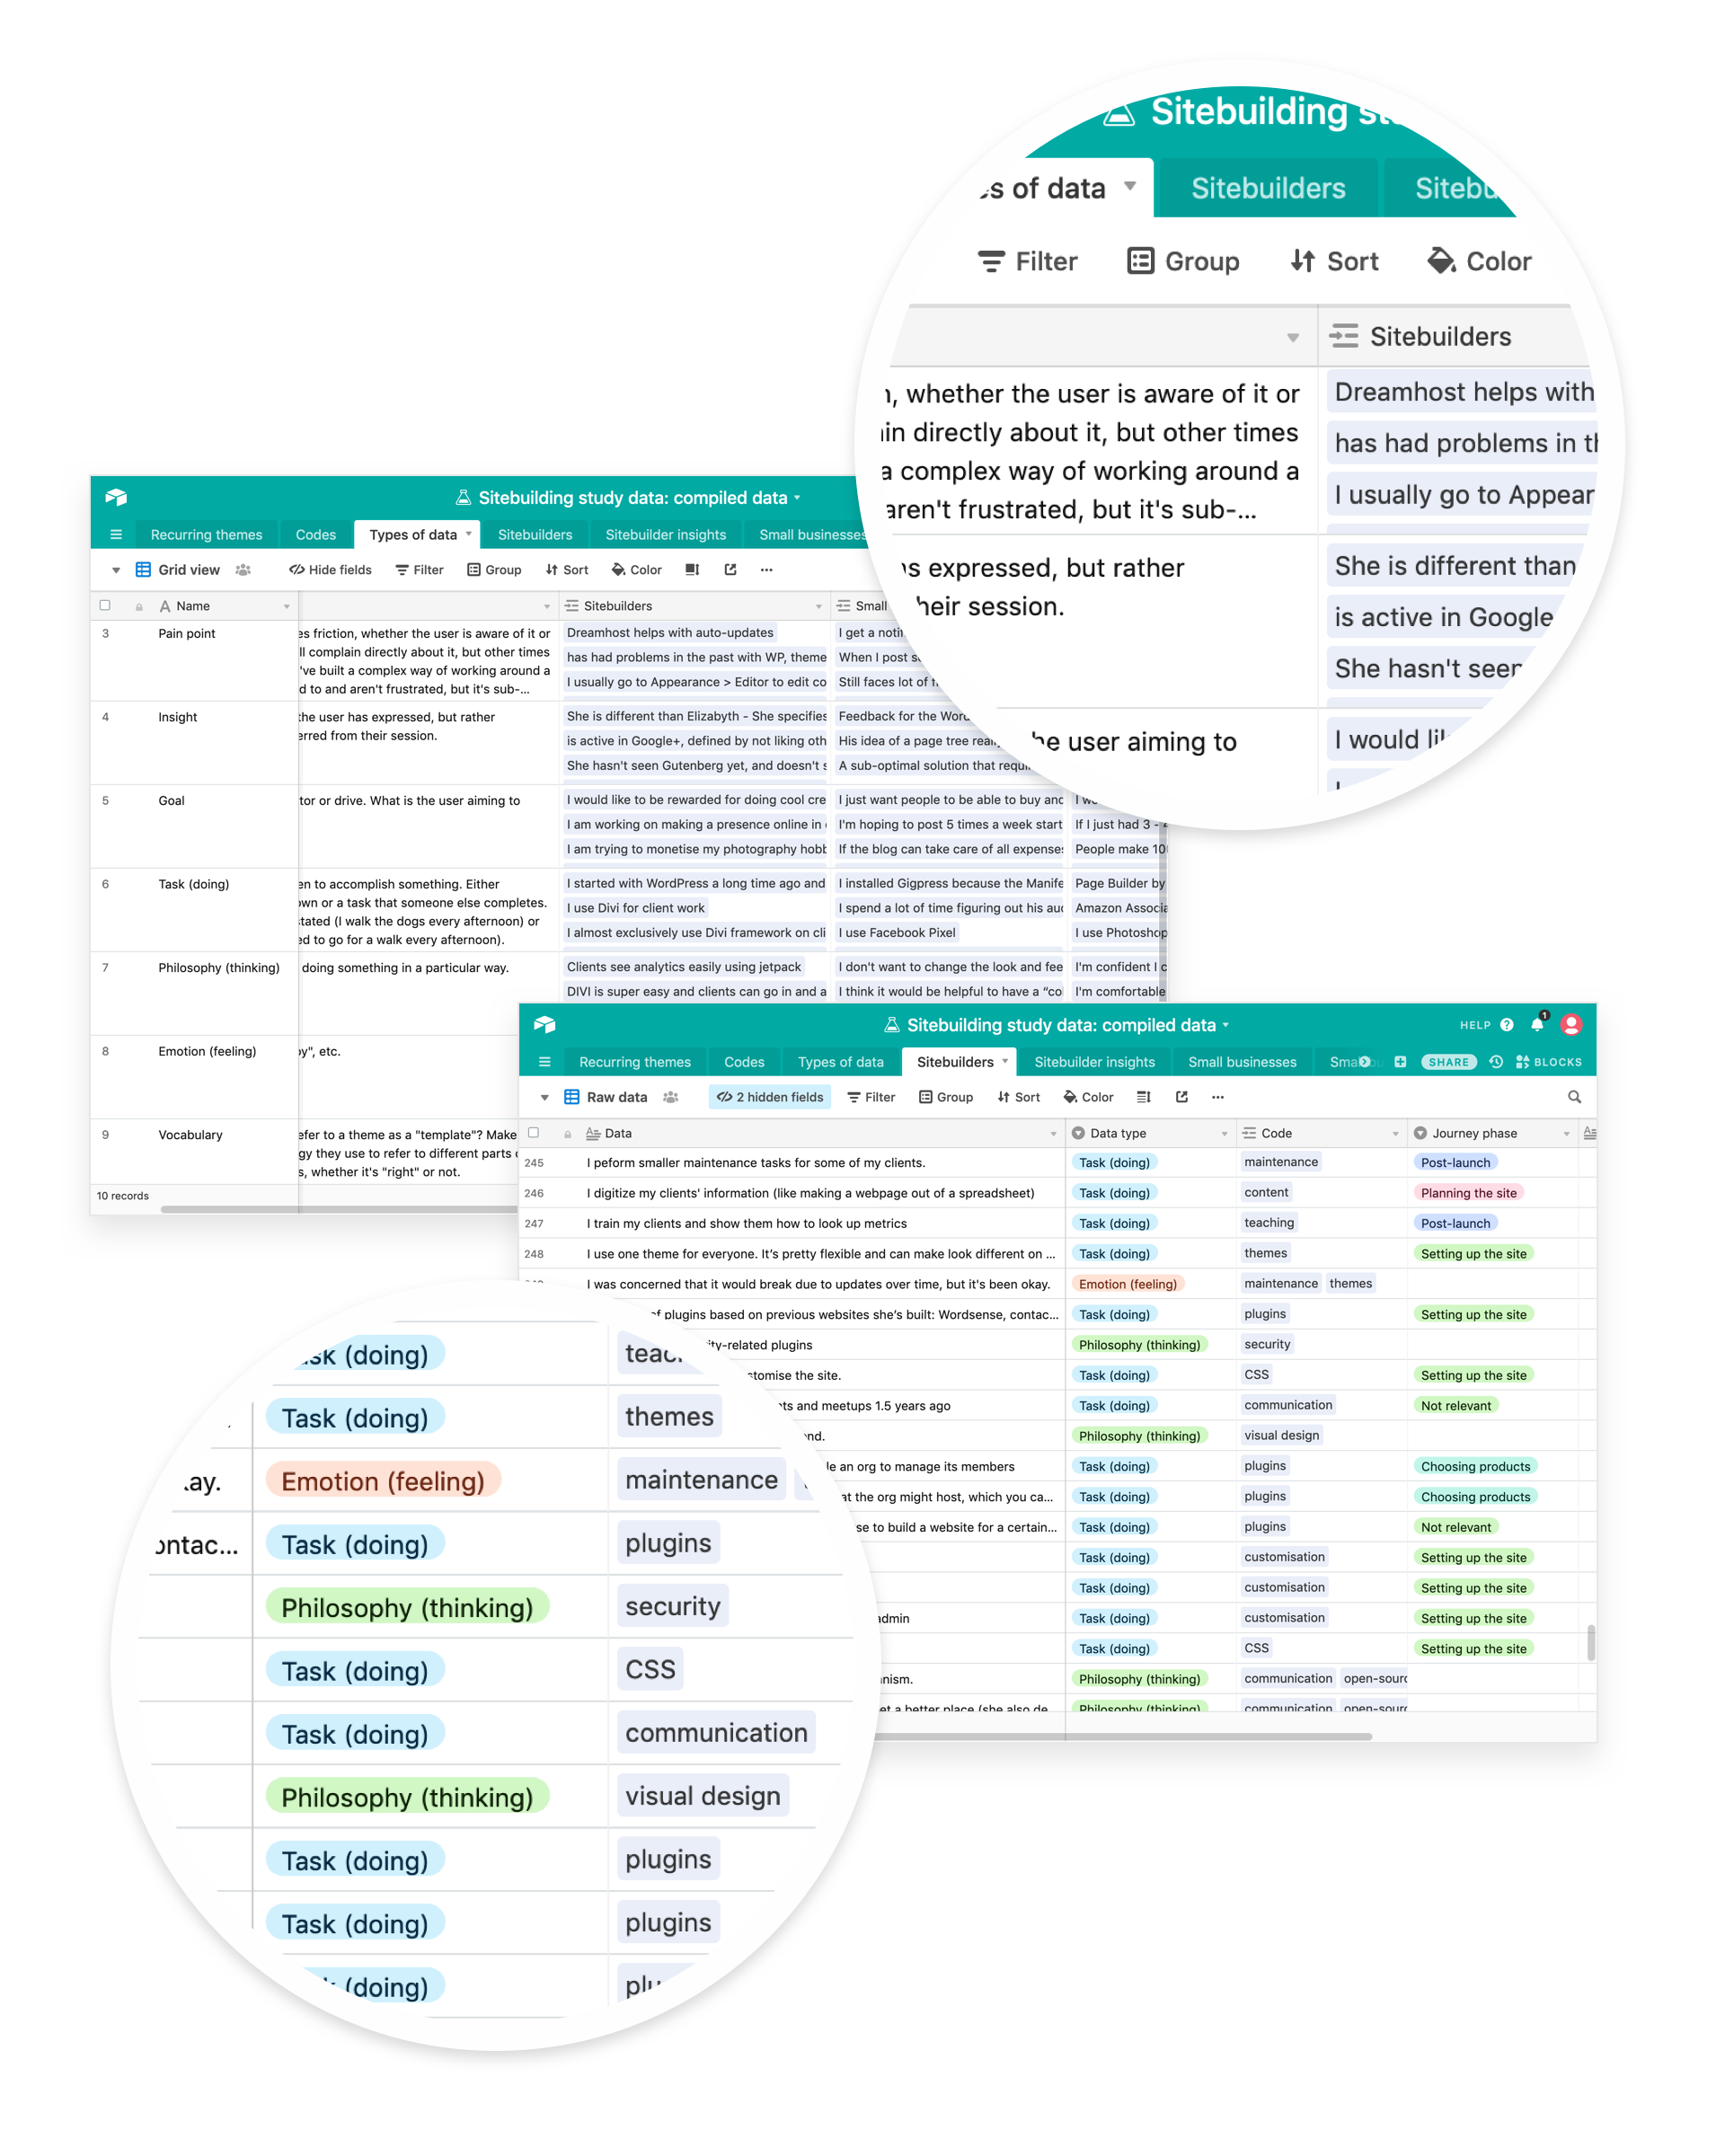 Sitebuilding
of data Sitebuilders
Filter Group Sort Color
Sitebuilders
whether the user is aware of it or
directly about it, but other times
a complex way of working around a
aren't frustrated, but it's sub-...
expressed, but rather
their session.
the user aiming to
Dreamhost helps with
has had problems in
I usually go to Appear
She is different than
is active in Google
She hasn't seen
I would
Sitebuilding study data: compiled data
Recurring themes Codes Types of data Sitebuilders Sitebuilder insights Small businesses
Grid view Hide fields Filter Group Sort Color ...
Name Sitebuilders Small
3 Pain point
friction, whether the user is aware of it or
complain directly about it, but other times
've built a complex way of working around a
d to and aren't frustrated, but it's sub-...
Dreamhost helps with auto-updates
has had problems in the past with WP, theme
I usually go to Appearance > Editor to edit co
I get a
When I post
Still faces lot of
4 Insight
the user has expressed, but rather
from their session.
She is different than Elizabyth - She specifies
is active in Google+, defined by not liking oth
She hasn't seen Gutenberg yet, and doesn't s
Feedback for the
His idea of a page tree
A sub-optimal solution that
5 Goal
tor or drive. What is the user aiming to
I would like to be rewarded for doing cool cre
I am working on making a presence online in
I am trying to monetise my photography hobb
I just want people to be able to buy and
I'm hoping to post 5 times a week start
If the blog can take care of all expenses
If I just had 3 -
People make
6 Task (doing)
en to accomplish something. Either
own or a task that someone else completes.
stated (I walk the dogs every afternoon) or
ed to go for a walk every afternoon).
I started with WordPress a long time ago and
I use Divi for client work
I almost exclusively use Divi framework on cli
I installed Gigpress because the Manife
I spend a lot of time figuring out his au
I use Facebook Pixel
Page Builder by
Amazon Associa
I use Photoshop
7 Philosophy (thinking)
doing something in a particular way.
Clients see analytics easily using jetpack
DIVI is super easy and clients can go in and a
I don't want to change the look and fee
I think it would be helpful to have a “co
I'm confident I c
I'm comfortable
8 Emotion (feeling)
", etc.
9 Vocabulary
efer to a theme as a "template"? Make
gy they use to refer to different parts
s, whether it's "right" or not.
10 records
Sitebuilding study data: compiled data HELP 1
Recurring themes Codes Types of data Sitebuilders Sitebuilder insights Small businesses SHARE BLOCKS
Raw data 2 hidden fields Filter Group Sort Color ...
Data Data type Code Journey phase
245 I peform smaller maintenance tasks for some of my clients. Task (doing) maintenance Post-launch
246 I digitize my clients' information (like making a webpage out of a spreadsheet) Task (doing) content Planning the site
247 I train my clients and show them how to look up metrics Task (doing) teaching Post-launch
248 I use one theme for everyone. It’s pretty flexible and can make look different on ... Task (doing) themes Setting up the site
I was concerned that it would break due to updates over time, but it's been okay. Emotion (feeling) maintenance themes
of plugins based on previous websites she’s built: Wordsense, contac... Task (doing) plugins Setting up the site
ity-related plugins Philosophy (thinking) security
stomise the site. Task (doing) CSS Setting up the site
ts and meetups 1.5 years ago Task (doing) communication Not relevant
nd. Philosophy (thinking) visual design
le an org to manage its members Task (doing) plugins Choosing products
at the org might host, which you ca... Task (doing) plugins Choosing products
se to build a website for a certain... Task (doing) plugins Not relevant
Task (doing) customisation Setting up the site
Task (doing) customisation Setting up the site
admin Task (doing) customisation Setting up the site
Task (doing) CSS Setting up the site
nism. Philosophy (thinking) communication open-sourc
et a better place (she also de... Philosophy (thinking) communication open-sourc
(doing)
Task (doing) themes
ay. Emotion (feeling) maintenance
ontac... Task (doing) plugins
Philosophy (thinking) security
Task (doing) CSS
Task (doing) communication
Philosophy (thinking) visual design
Task (doing) plugins
Task (doing) plugins
(doing)